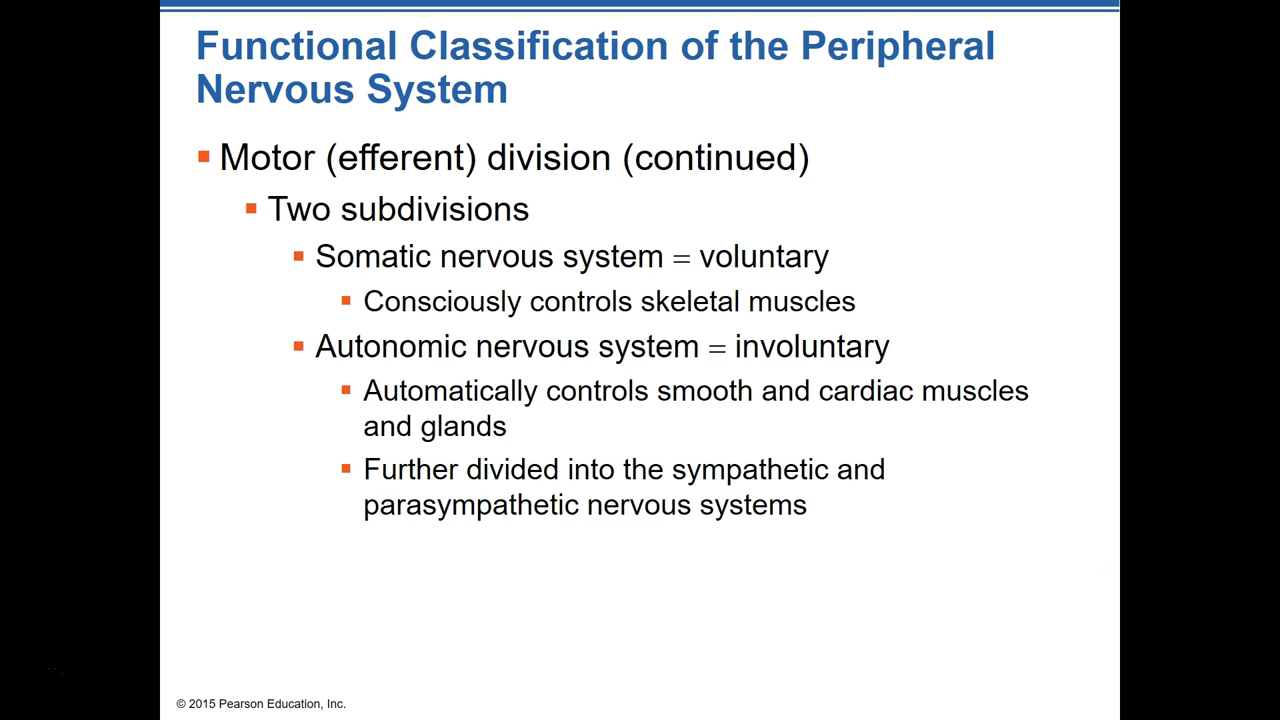 Functional Classification of the Peripheral
Nervous System
Motor (efferent) division (continued)
Two subdivisions
Somatic nervous system = voluntary
Consciously controls skeletal muscles
Autonomic nervous system = involuntary
Automatically controls smooth and cardiac muscles
and glands
Further divided into the sympathetic and
parasympathetic nervous systems
© 2015 Pearson Education, Inc.